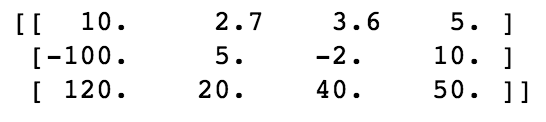 [[  10.     2.7    3.6    5. ]
 [-100.     5.    -2.    10. ]
 [ 120.    20.    40.    50. ]]